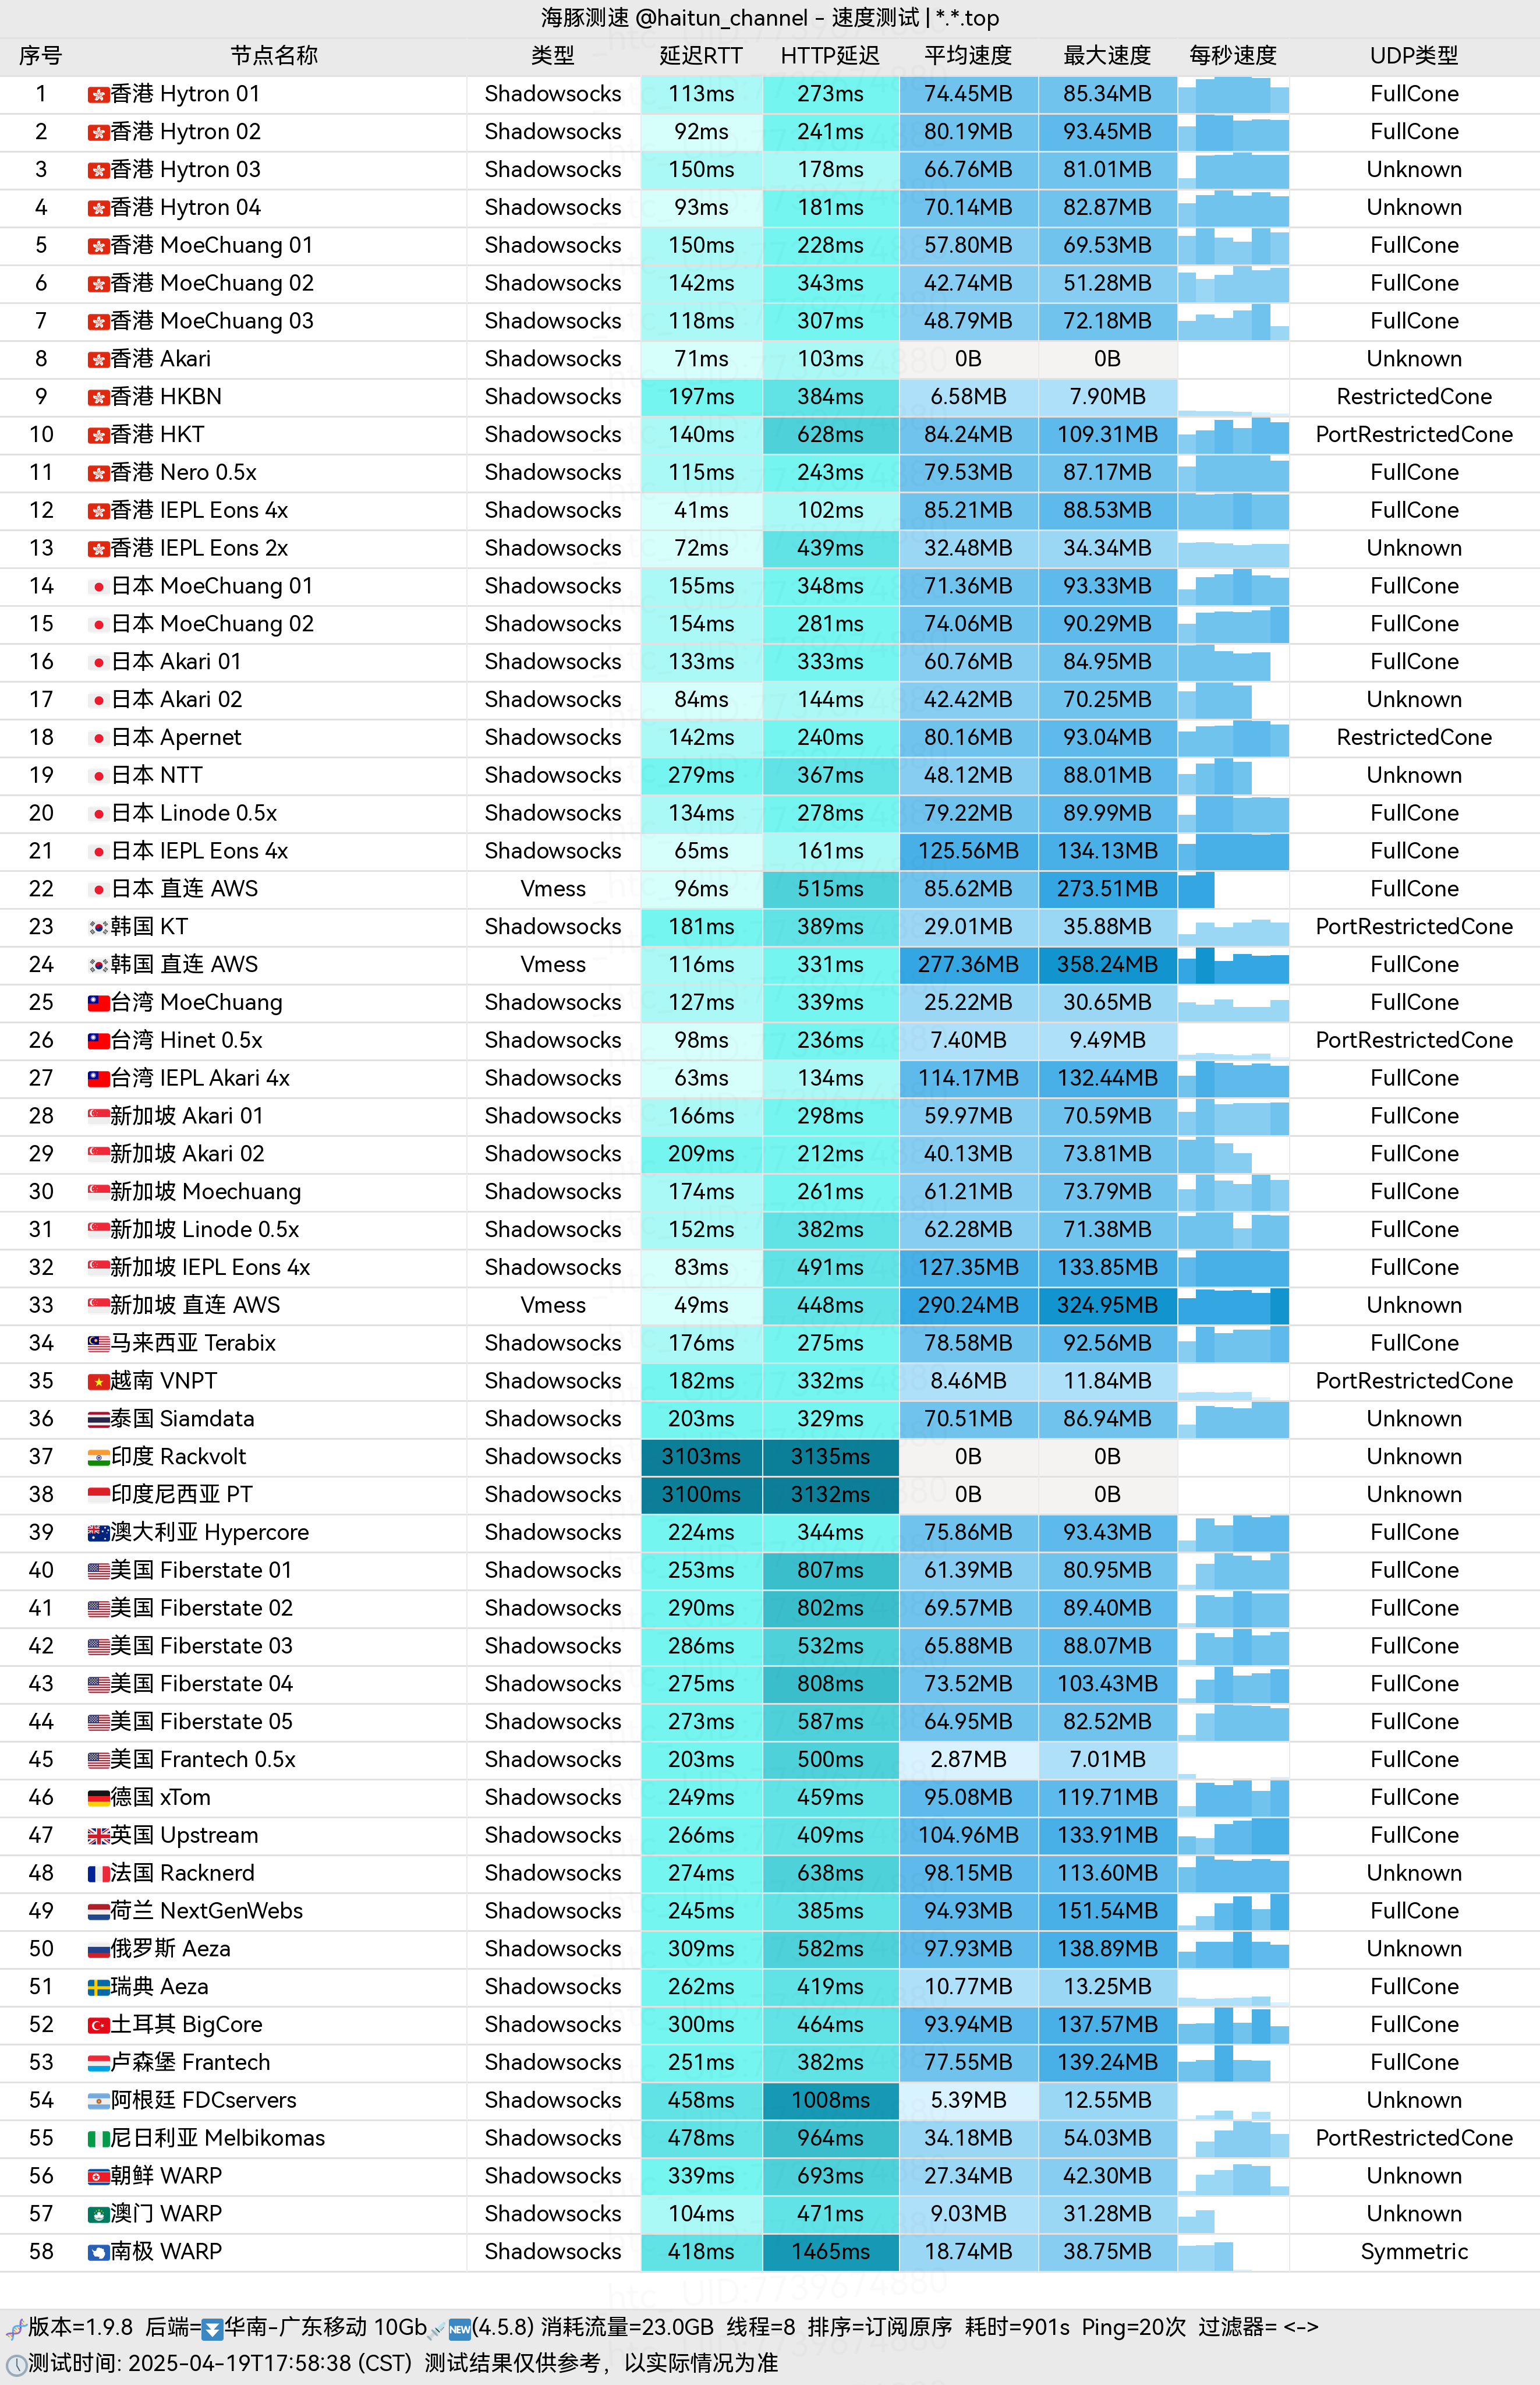 海豚测速 @haitun_channel - 速度测试 | *.*.top
序号 节点名称 类型 延迟RTT HTTP延迟 平均速度 最大速度 每秒速度 UDP类型
1 香港 Hytron 01 Shadowsocks 113ms 273ms 74.45MB 85.34MB FullCone
2 香港 Hytron 02 Shadowsocks 92ms 241ms 80.19MB 93.45MB FullCone
3 香港 Hytron 03 Shadowsocks 150ms 178ms 66.76MB 81.01MB Unknown
4 香港 Hytron 04 Shadowsocks 93ms 181ms 70.14MB 82.87MB Unknown
5 香港 MoeChuang 01 Shadowsocks 150ms 228ms 57.80MB 69.53MB FullCone
6 香港 MoeChuang 02 Shadowsocks 142ms 343ms 42.74MB 51.28MB FullCone
7 香港 MoeChuang 03 Shadowsocks 118ms 307ms 48.79MB 72.18MB FullCone
8 香港 Akari Shadowsocks 71ms 103ms 0B 0B Unknown
9 香港 HKBN Shadowsocks 197ms 384ms 6.58MB 7.90MB RestrictedCone
10 香港 HKT Shadowsocks 140ms 628ms 84.24MB 109.31MB PortRestrictedCone
11 香港 Nero 0.5x Shadowsocks 115ms 243ms 79.53MB 87.17MB FullCone
12 香港 IEPL Eons 4x Shadowsocks 41ms 102ms 85.21MB 88.53MB FullCone
13 香港 IEPL Eons 2x Shadowsocks 72ms 439ms 32.48MB 34.34MB Unknown
14 日本 MoeChuang 01 Shadowsocks 155ms 348ms 71.36MB 93.33MB FullCone
15 日本 MoeChuang 02 Shadowsocks 154ms 281ms 74.06MB 90.29MB FullCone
16 日本 Akari 01 Shadowsocks 133ms 333ms 60.76MB 84.95MB FullCone
17 日本 Akari 02 Shadowsocks 84ms 144ms 42.42MB 70.25MB Unknown
18 日本 Apernet Shadowsocks 142ms 240ms 80.16MB 93.04MB RestrictedCone
19 日本 NTT Shadowsocks 279ms 367ms 48.12MB 88.01MB Unknown
20 日本 Linode 0.5x Shadowsocks 134ms 278ms 79.22MB 89.99MB FullCone
21 日本 IEPL Eons 4x Shadowsocks 65ms 161ms 125.56MB 134.13MB FullCone
22 日本 直连 AWS Vmess 96ms 515ms 85.62MB 273.51MB FullCone
23 韩国 KT Shadowsocks 181ms 389ms 29.01MB 35.88MB PortRestrictedCone
24 韩国 直连 AWS Vmess 116ms 331ms 277.36MB 358.24MB FullCone
25 台湾 MoeChuang Shadowsocks 127ms 339ms 25.22MB 30.65MB FullCone
26 台湾 Hinet 0.5x Shadowsocks 98ms 236ms 7.40MB 9.49MB PortRestrictedCone
27 台湾 IEPL Akari 4x Shadowsocks 63ms 134ms 114.17MB 132.44MB FullCone
28 新加坡 Akari 01 Shadowsocks 166ms 298ms 59.97MB 70.59MB FullCone
29 新加坡 Akari 02 Shadowsocks 209ms 212ms 40.13MB 73.81MB FullCone
30 新加坡 Moechuang Shadowsocks 174ms 261ms 61.21MB 73.79MB FullCone
31 新加坡 Linode 0.5x Shadowsocks 152ms 382ms 62.28MB 71.38MB FullCone
32 新加坡 IEPL Eons 4x Shadowsocks 83ms 491ms 127.35MB 133.85MB FullCone
33 新加坡 直连 AWS Vmess 49ms 448ms 290.24MB 324.95MB Unknown
34 马来西亚 Terabix Shadowsocks 176ms 275ms 78.58MB 92.56MB FullCone
35 越南 VNPT Shadowsocks 182ms 332ms 8.46MB 11.84MB PortRestrictedCone
36 泰国 Siamdata Shadowsocks 203ms 329ms 70.51MB 86.94MB Unknown
37 印度 Rackvolt Shadowsocks 3103ms 3135ms 0B 0B Unknown
38 印度尼西亚 PT Shadowsocks 3100ms 3132ms 0B 0B Unknown
39 澳大利亚 Hypercore Shadowsocks 224ms 344ms 75.86MB 93.43MB FullCone
40 美国 Fiberstate 01 Shadowsocks 253ms 807ms 61.39MB 80.95MB FullCone
41 美国 Fiberstate 02 Shadowsocks 290ms 802ms 69.57MB 89.40MB FullCone
42 美国 Fiberstate 03 Shadowsocks 286ms 532ms 65.88MB 88.07MB FullCone
43 美国 Fiberstate 04 Shadowsocks 275ms 808ms 73.52MB 103.43MB FullCone
44 美国 Fiberstate 05 Shadowsocks 273ms 587ms 64.95MB 82.52MB FullCone
45 美国 Frantech 0.5x Shadowsocks 203ms 500ms 2.87MB 7.01MB FullCone
46 德国 xTom Shadowsocks 249ms 459ms 95.08MB 119.71MB FullCone
47 英国 Upstream Shadowsocks 266ms 409ms 104.96MB 133.91MB FullCone
48 法国 Racknerd Shadowsocks 274ms 638ms 98.15MB 113.60MB Unknown
49 荷兰 NextGenWebs Shadowsocks 245ms 385ms 94.93MB 151.54MB FullCone
50 俄罗斯 Aeza Shadowsocks 309ms 582ms 97.93MB 138.89MB Unknown
51 瑞典 Aeza Shadowsocks 262ms 419ms 10.77MB 13.25MB FullCone
52 土耳其 BigCore Shadowsocks 300ms 464ms 93.94MB 137.57MB FullCone
53 卢森堡 Frantech Shadowsocks 251ms 382ms 77.55MB 139.24MB FullCone
54 阿根廷 FDCservers Shadowsocks 458ms 1008ms 5.39MB 12.55MB Unknown
55 尼日利亚 Melbikomas Shadowsocks 478ms 964ms 34.18MB 54.03MB PortRestrictedCone
56 朝鲜 WARP Shadowsocks 339ms 693ms 27.34MB 42.30MB Unknown
57 澳门 WARP Shadowsocks 104ms 471ms 9.03MB 31.28MB Unknown
58 南极 WARP Shadowsocks 418ms 1465ms 18.74MB 38.75MB Symmetric
版本=1.9.8 后端=华南-广东移动 10Gb NEW(4.5.8) 消耗流量=23.0GB 线程=8 排序=订阅原序 耗时=901s Ping=20次 过滤器= <->
测试时间: 2025-04-19T17:58:38 (CST) 测试结果仅供参考，以实际情况为准